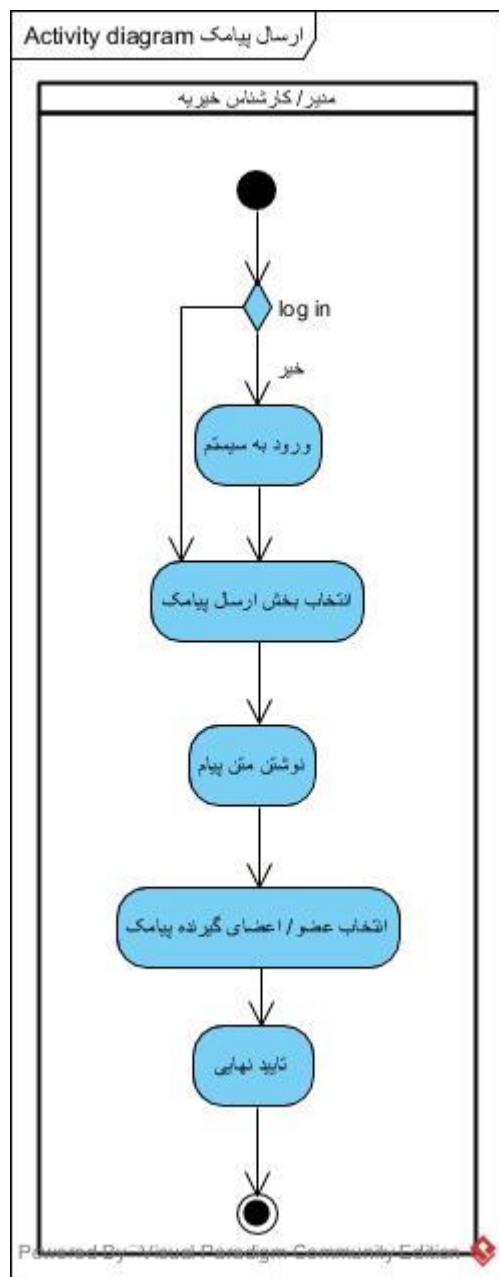 Activity diagram ارسال پیامک
مدیر / کارشناس خیریه
log in
خیر
ورود به سیستم
انتخاب بخش ارسال پیامک
نوشتن متن پیام
انتخاب عضو / اعضای گیرنده پیامک
تایید نهایی
Powered By Visual Paradigm Community Edition